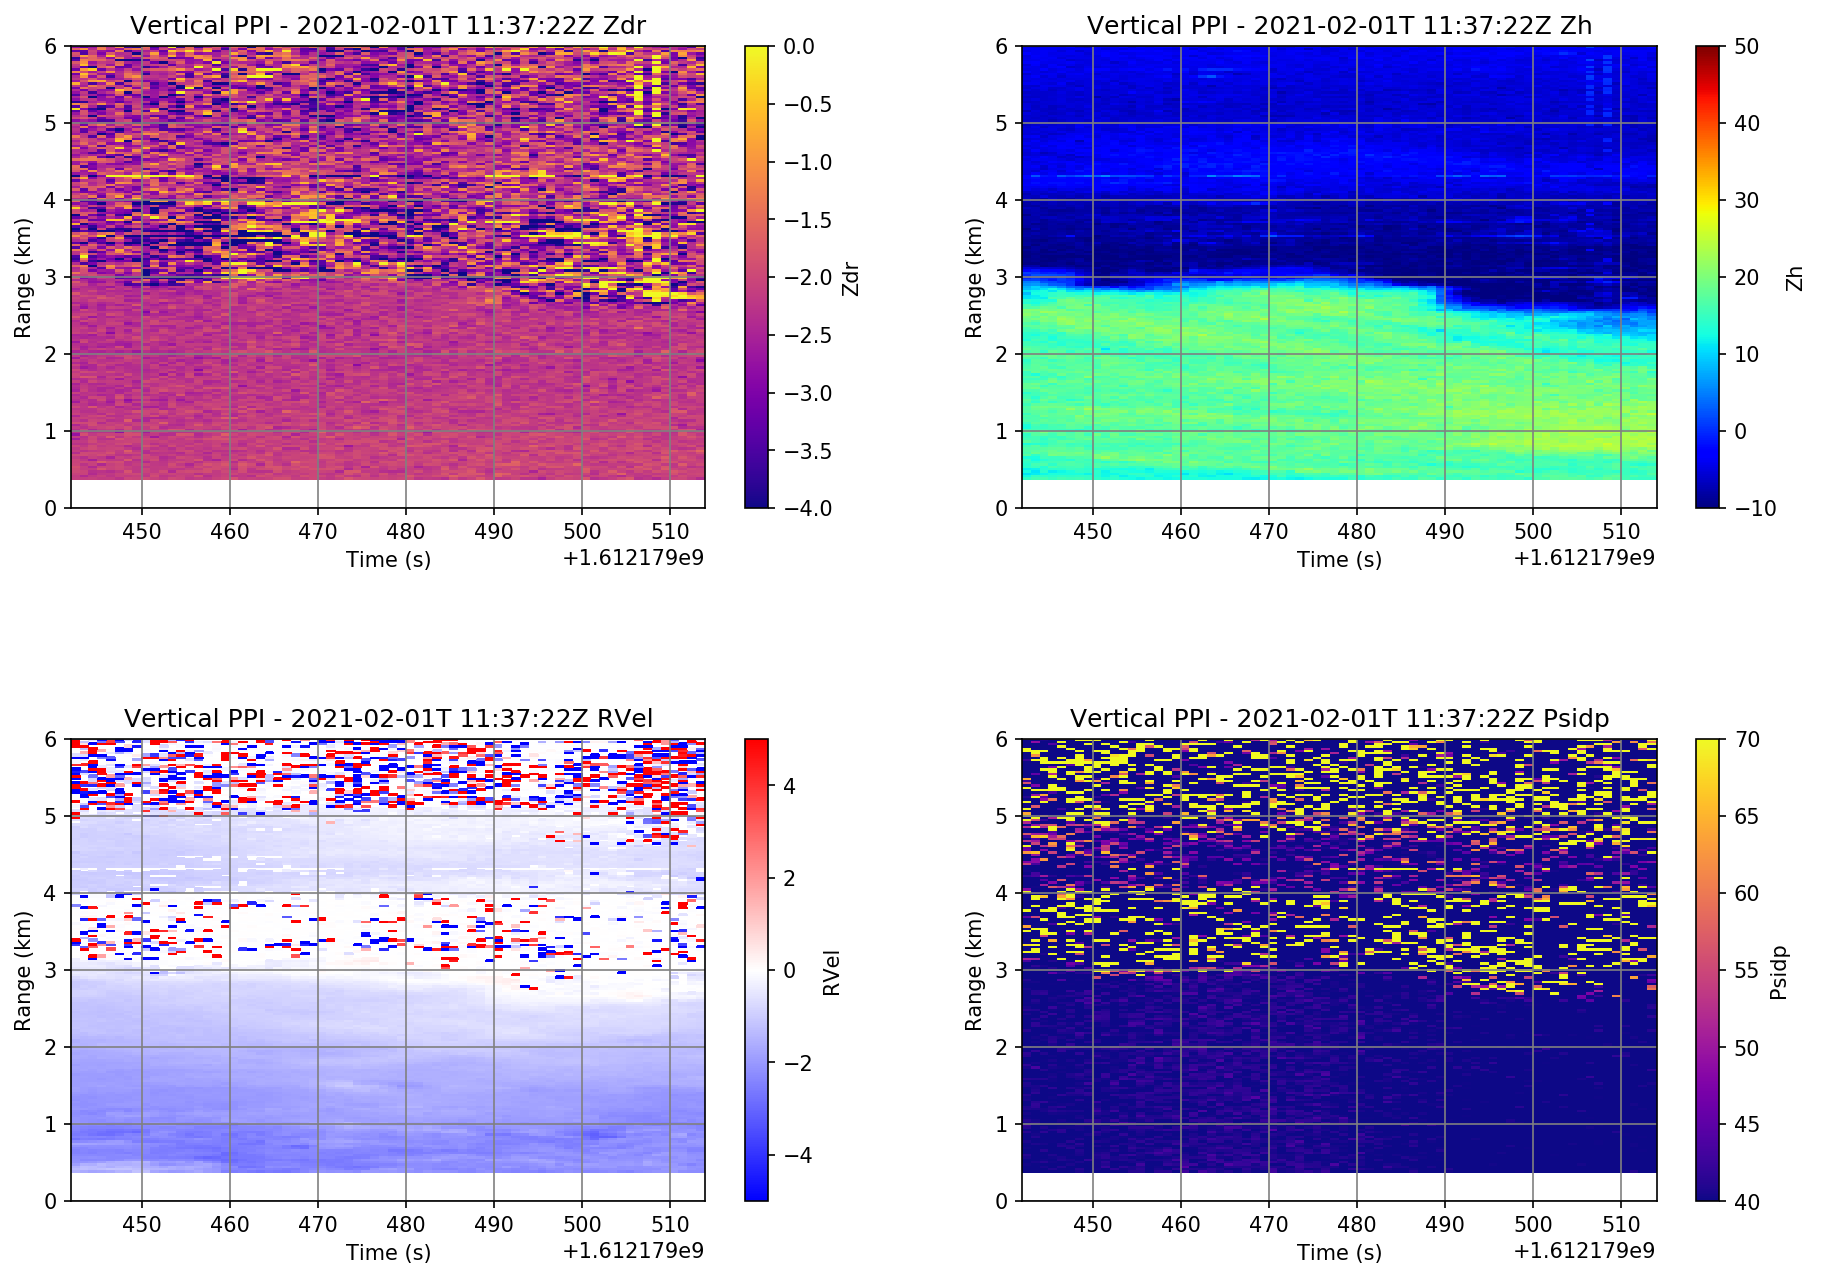 Vertical PPI - 2021-02-01T 11:37:22Z Zdr
6
5
4
3
2
1
0
Range (km)
450 460 470 480 490 500 510
Time (s)
+1.612179e9
0.0
−0.5
−1.0
−1.5
−2.0
−2.5
−3.0
−3.5
−4.0
Zdr
Vertical PPI - 2021-02-01T 11:37:22Z Zh
6
5
4
3
2
1
0
Range (km)
450 460 470 480 490 500 510
Time (s)
+1.612179e9
50
40
30
20
10
0
−10
Zh
Vertical PPI - 2021-02-01T 11:37:22Z RVel
6
5
4
3
2
1
0
Range (km)
450 460 470 480 490 500 510
Time (s)
+1.612179e9
4
2
0
−2
−4
RVel
Vertical PPI - 2021-02-01T 11:37:22Z Psidp
6
5
4
3
2
1
0
Range (km)
450 460 470 480 490 500 510
Time (s)
+1.612179e9
70
65
60
55
50
45
40
Psidp